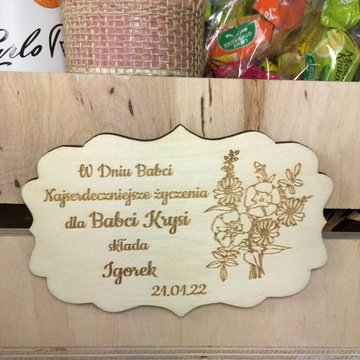 W Dniu Babci
Najserdeczniejsze życzenia
dla Babci Krysi
składa
Igorek
21.01.22